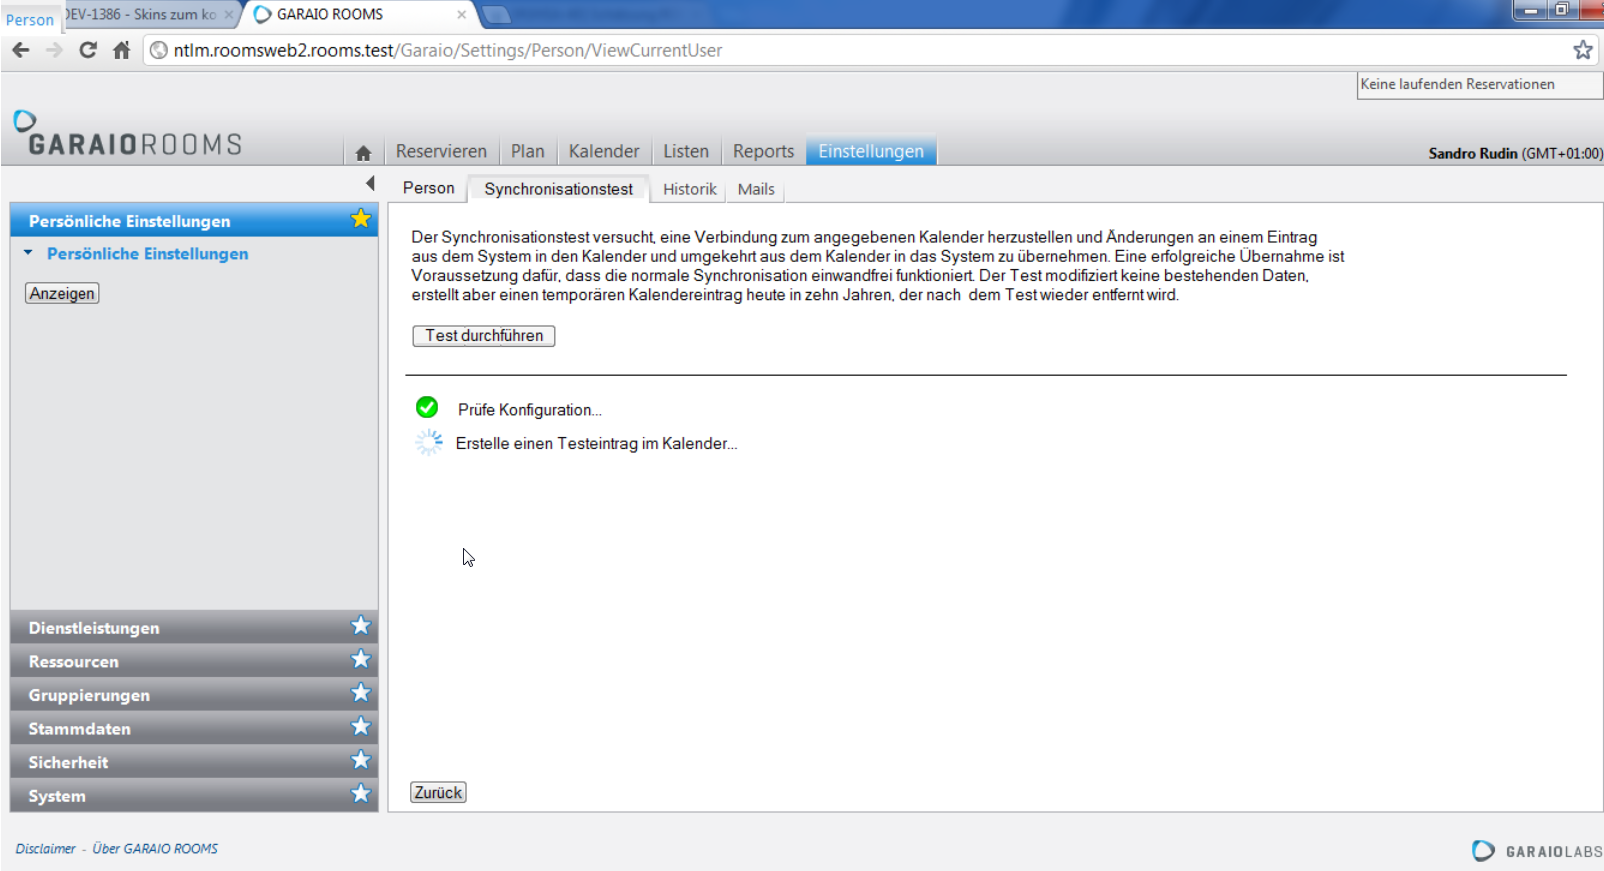 Person
DEV-1386 - Skins zum ko
GARAIO ROOMS
ntlm.roomsweb2.rooms.test/Garaio/Settings/Person/ViewCurrentUser
Keine laufenden Reservationen
GARAIOROOMS
Reservieren
Plan
Kalender
Listen
Reports
Einstellungen
Sandro Rudin (GMT+01:00)
Person
Synchronisationstest
Historik
Mails
Persönliche Einstellungen
Persönliche Einstellungen
Anzeigen
Der Synchronisationstest versucht, eine Verbindung zum angegebenen Kalender herzustellen und Änderungen an einem Eintrag
aus dem System in den Kalender und umgekehrt aus dem Kalender in das System zu übernehmen. Eine erfolgreiche Übernahme ist
Voraussetzung dafür, dass die normale Synchronisation einwandfrei funktioniert. Der Test modifiziert keine bestehenden Daten,
erstellt aber einen temporären Kalendereintrag heute in zehn Jahren, der nach dem Test wieder entfernt wird.
Test durchführen
Prüfe Konfiguration...
Erstelle einen Testeintrag im Kalender...
Dienstleistungen
Ressourcen
Gruppierungen
Stammdaten
Sicherheit
System
Zurück
Disclaimer - Über GARAIO ROOMS
GARAIOLABS